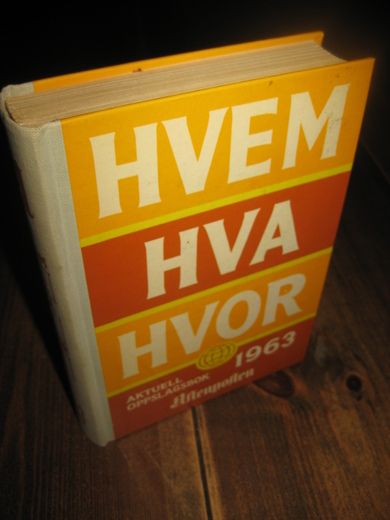 HVEM
HVA
HVOR
AKTUELL
OPPSLAGSBOK
1963
Aftenposten